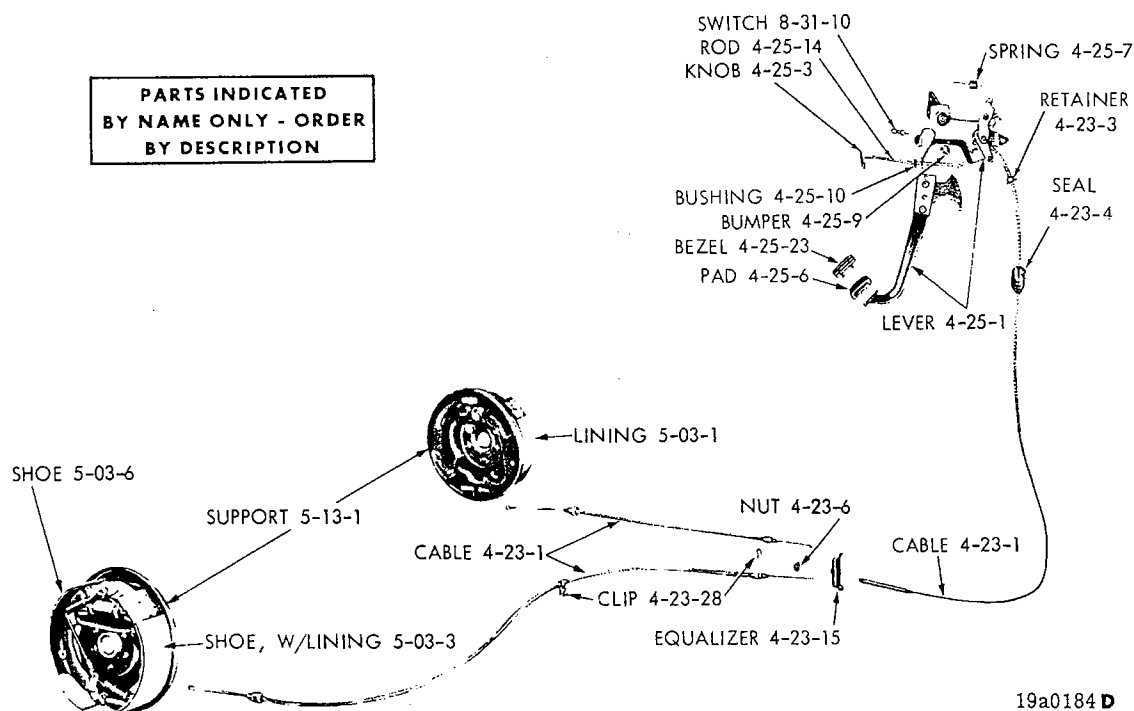 SWITCH 8-31-10
ROD 4-25-14
KNOB 4-25-3
SPRING 4-25-7
PARTS INDICATED
BY NAME ONLY - ORDER
BY DESCRIPTION
RETAINER
4-23-3
SEAL
4-23-4
BUSHING 4-25-10
BUMPER 4-25-9
BEZEL 4-25-23
PAD 4-25-6
LEVER 4-25-1
LINING 5-03-1
SHOE 5-03-6
SUPPORT 5-13-1
NUT 4-23-6
CABLE 4-23-1
CABLE 4-23-1
CLIP 4-23-28
EQUALIZER 4-23-15
SHOE, W/LINING 5-03-3
19a0184 D